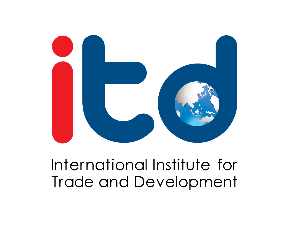 itd
International Institute for
Trade and Development